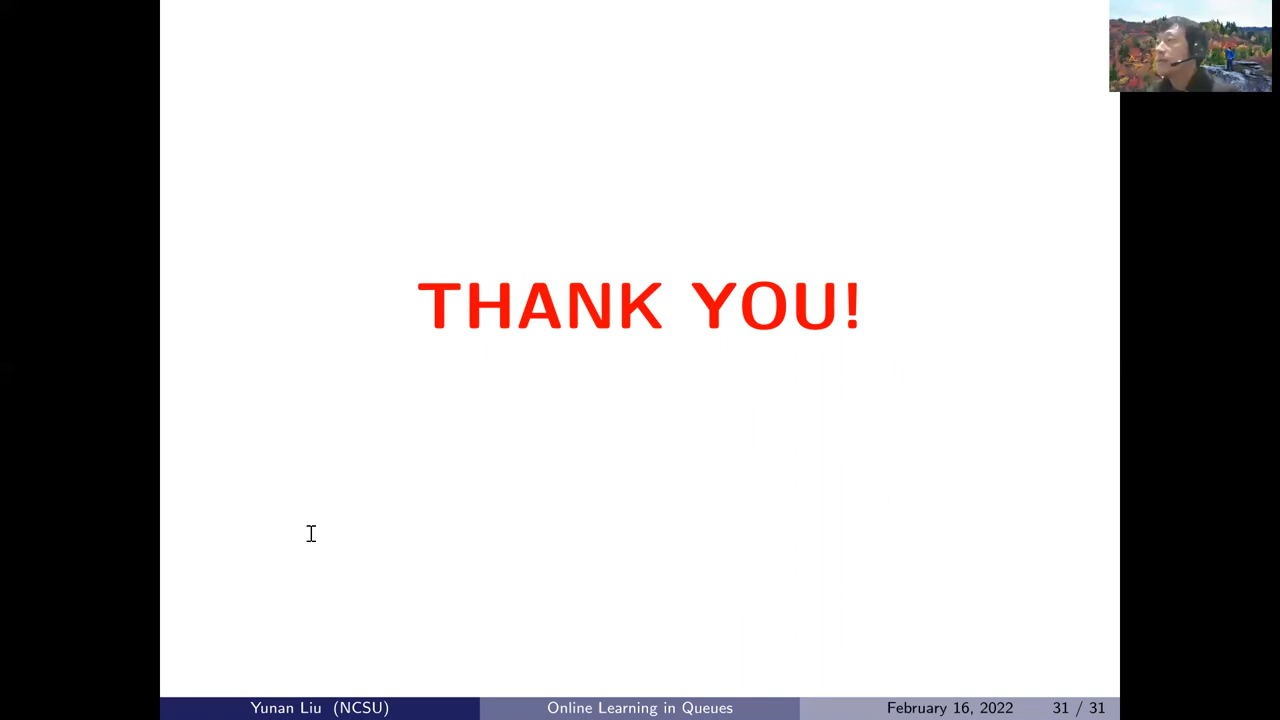 THANK YOU!
Yunan Liu (NCSU) Online Learning in Queues February 16, 2022 31 / 31